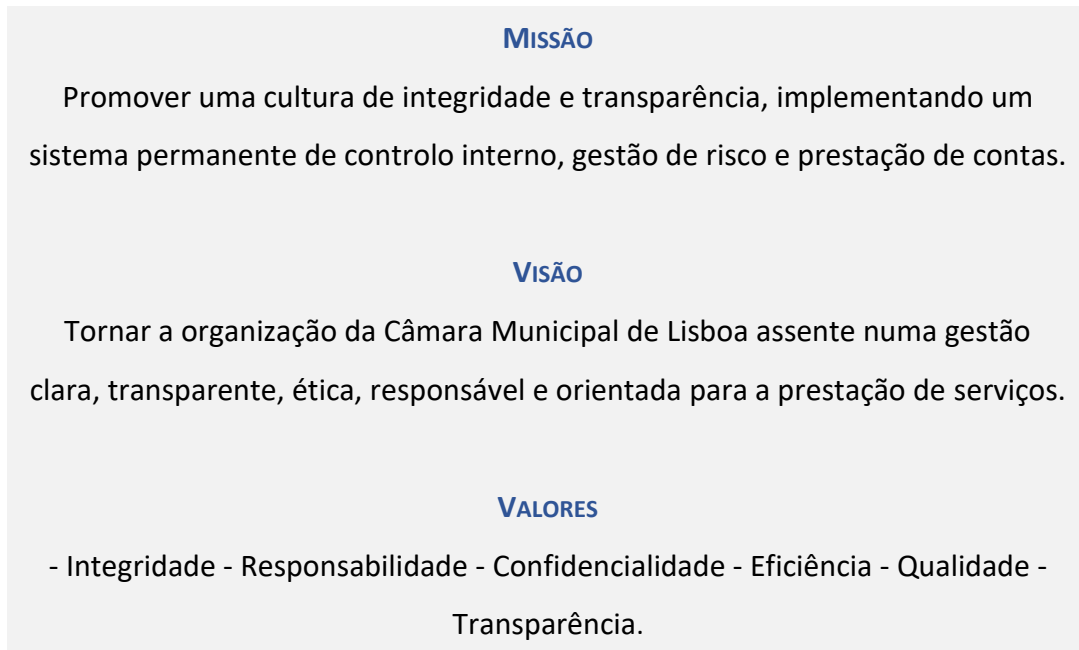 MISSÃO
Promover uma cultura de integridade e transparência, implementando um
sistema permanente de controlo interno, gestão de risco e prestação de contas.
VISÃO
Tornar a organização da Câmara Municipal de Lisboa assente numa gestão
clara, transparente, ética, responsável e orientada para a prestação de serviços.
VALORES
- Integridade - Responsabilidade - Confidencialidade - Eficiência - Qualidade -
Transparência.